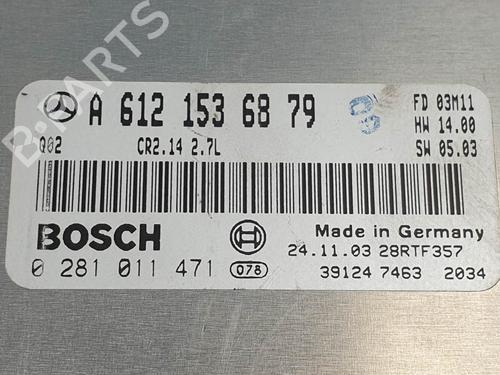 A 612 153 68 79
FD 03M11
HW 14.00
Q02
CR2.14 2.7L
SW 05.03
BOSCH
Made in Germany
24.11.03 28RTF357
0 281 011 471
078
39124 7463 2034
B-PARTS